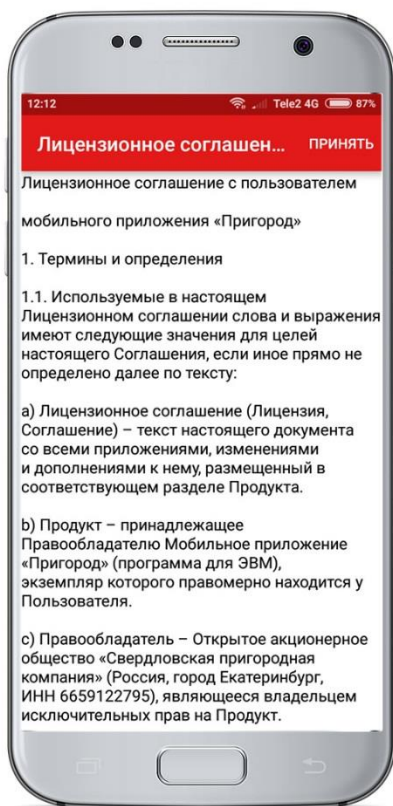 12:12 Tele2 4G 87%
Лицензионное соглашен... ПРИНЯТЬ
Лицензионное соглашение с пользователем
мобильного приложения «Пригород»
1. Термины и определения
1.1. Используемые в настоящем
Лицензионном соглашении слова и выражения
имеют следующие значения для целей
настоящего Соглашения, если иное прямо не
определено далее по тексту:
a) Лицензионное соглашение (Лицензия,
Соглашение) – текст настоящего документа
со всеми приложениями, изменениями
и дополнениями к нему, размещенный в
соответствующем разделе Продукта.
b) Продукт – принадлежащее
Правообладателю Мобильное приложение
«Пригород» (программа для ЭВМ),
экземпляр которого правомерно находится у
Пользователя.
c) Правообладатель – Открытое акционерное
общество «Свердловская пригородная
компания» (Россия, город Екатеринбург,
ИНН 6659122795), являющееся владельцем
исключительных прав на Продукт.